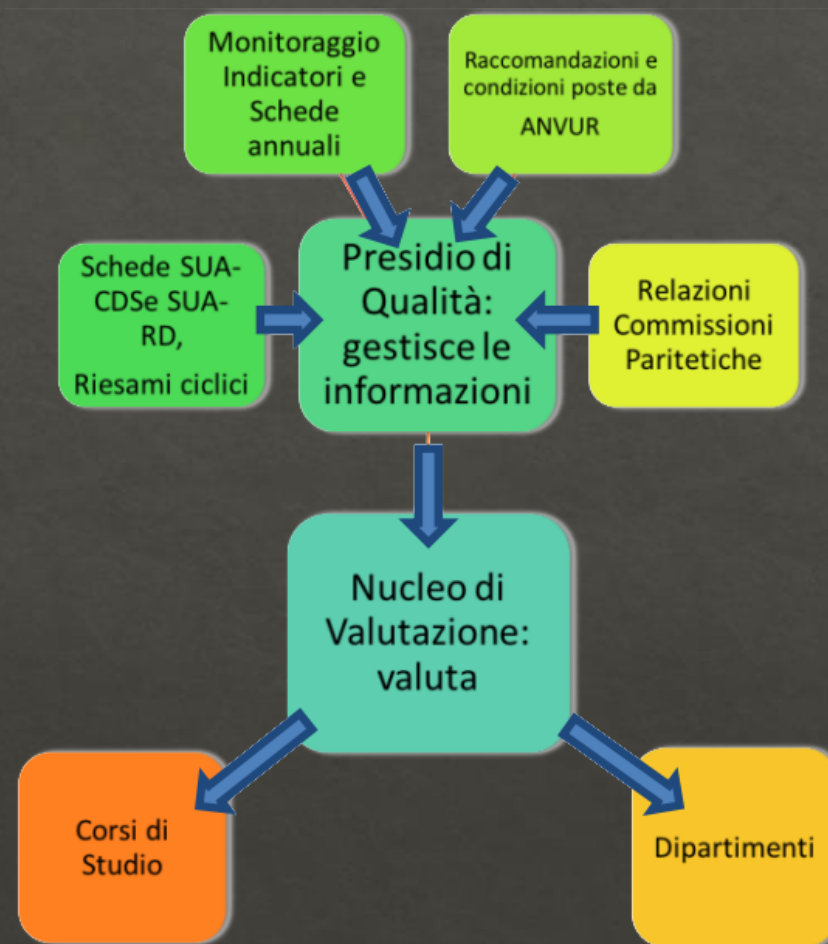 Monitoraggio
Indicatori e
Schede
annuali
Raccomandazioni e
condizioni poste da
ANVUR
Schede SUA-
CDSe SUA-
RD,
Riesami ciclici
Presidio di
Qualità:
gestisce le
informazioni
Relazioni
Commissioni
Paritetiche
Nucleo di
Valutazione:
valuta
Corsi di
Studio
Dipartimenti